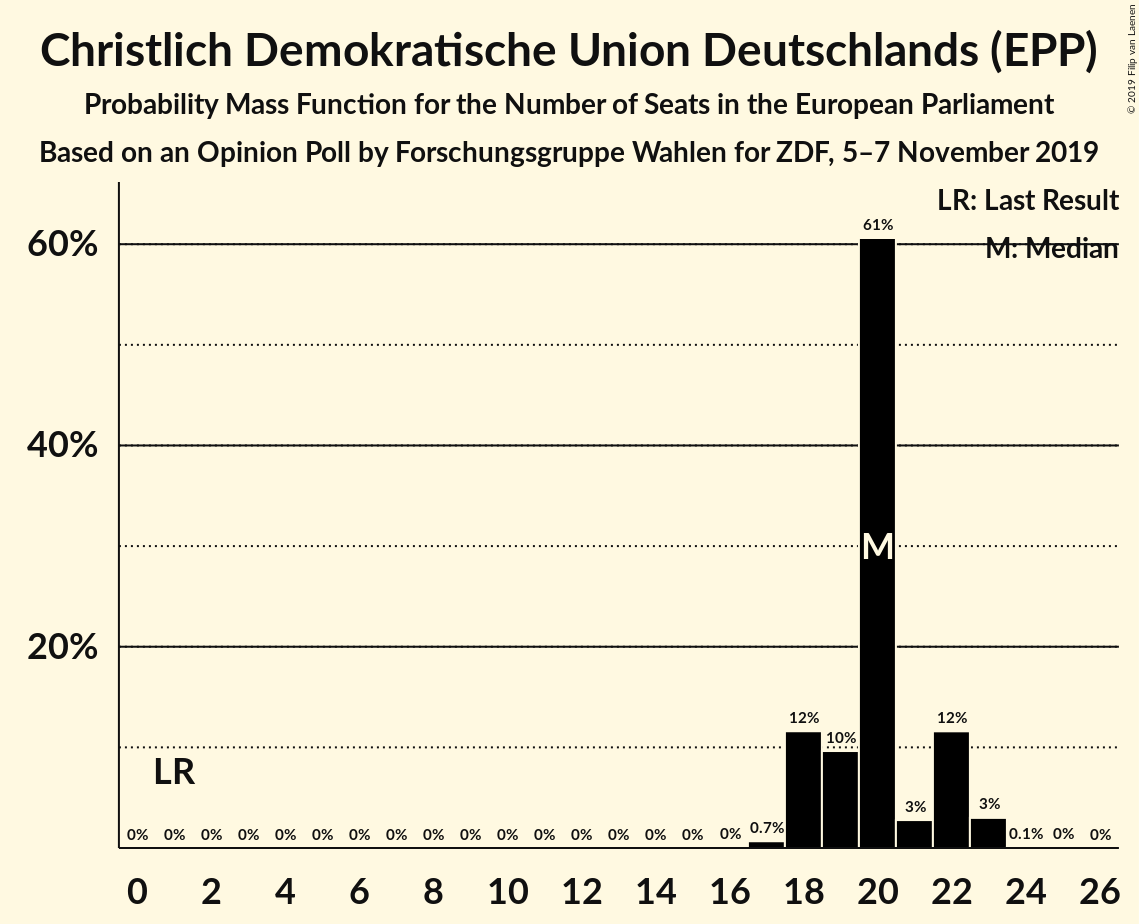 Christlich Demokratische Union Deutschlands (EPP)
Probability Mass Function for the Number of Seats in the European Parliament
Based on an Opinion Poll by Forschungsgruppe Wahlen for ZDF, 5–7 November 2019
© 2019 Filip van Laenen
LR: Last Result
M: Median
60%
40%
20%
61%
M
12%
10%
3%
12%
3%
LR
0% 0% 0% 0% 0% 0% 0% 0% 0% 0% 0% 0% 0% 0% 0% 0% 0% 0.7% 0.1% 0% 0%
0 2 4 6 8 10 12 14 16 18 20 22 24 26